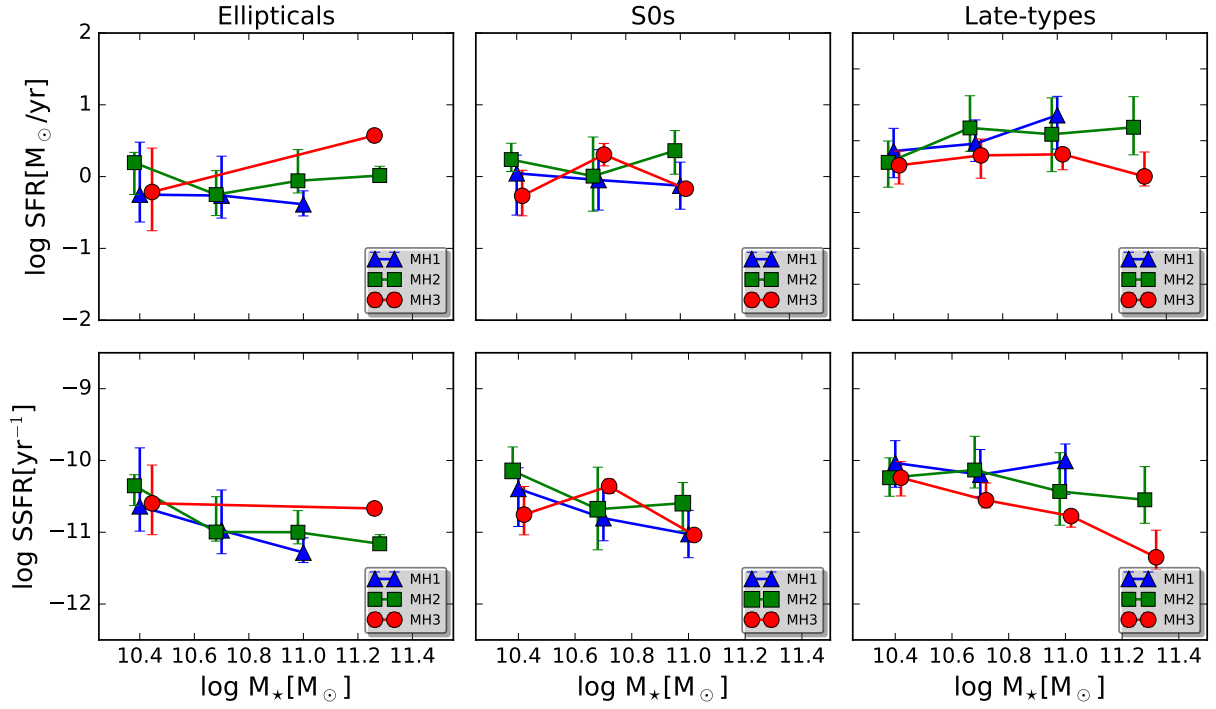 Ellipticals S0s Late-types
log SFR[M⊙/yr]
2
1
0
−1
−2
MH1
MH2
MH3
MH1
MH2
MH3
MH1
MH2
MH3
log SSFR[yr⁻¹]
−9
−10
−11
−12
MH1
MH2
MH3
MH1
MH2
MH3
MH1
MH2
MH3
10.4 10.6 10.8 11.0 11.2 11.4 10.4 10.6 10.8 11.0 11.2 11.4 10.4 10.6 10.8 11.0 11.2 11.4
log M⋆[M⊙] log M⋆[M⊙] log M⋆[M⊙]